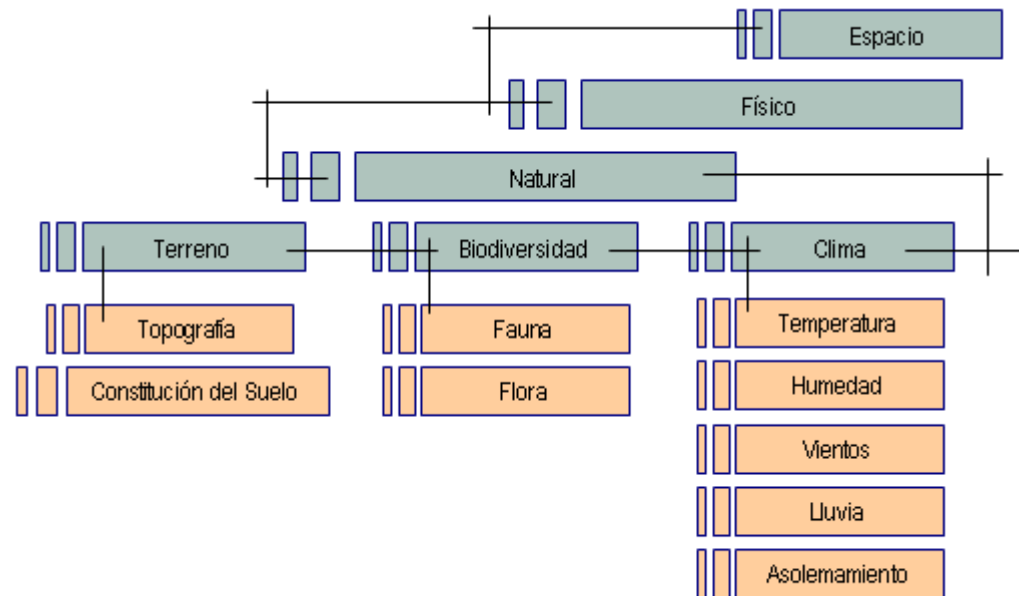 Espacio
Físico
Natural
Terreno
Biodiversidad
Clima
Topografía
Fauna
Temperatura
Constitución del Suelo
Flora
Humedad
Vientos
Lluvia
Asolemamiento